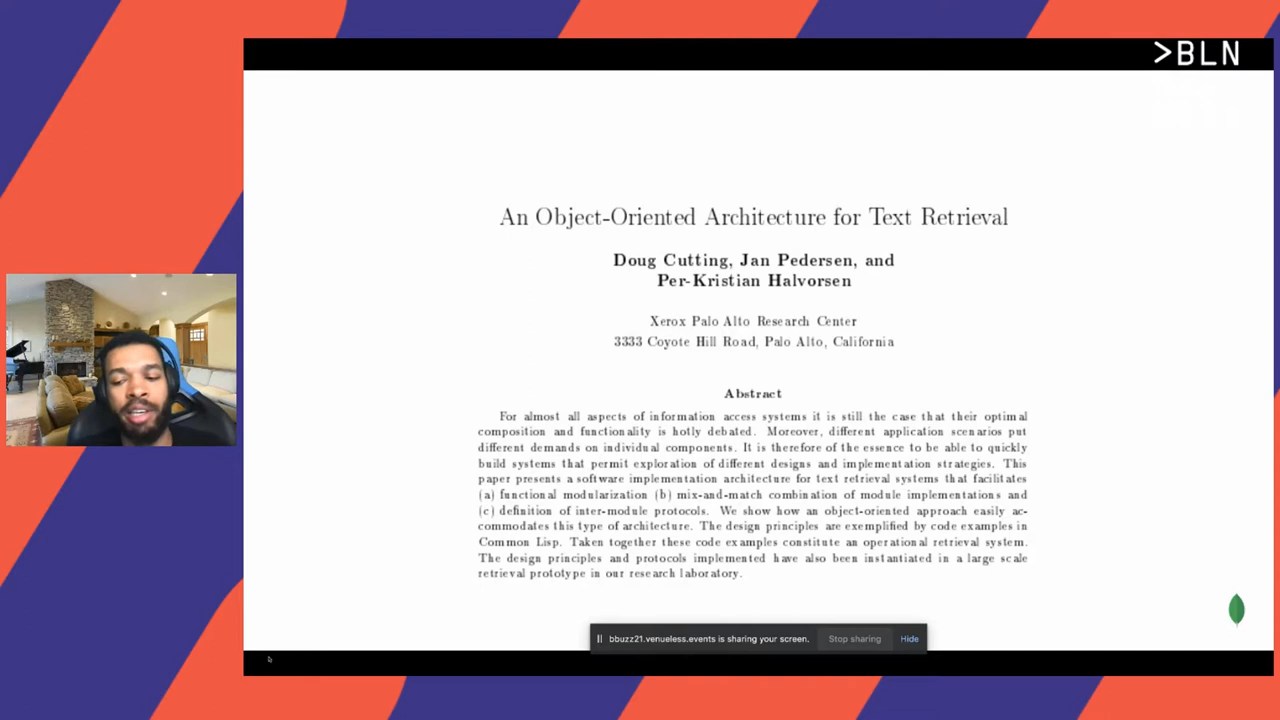 >BLN
An Object-Oriented Architecture for Text Retrieval
Doug Cutting, Jan Pedersen, and
Per-Kristian Halvorsen
Xerox Palo Alto Research Center
3333 Coyote Hill Road, Palo Alto, California
Abstract
For almost all aspects of information access systems it is still the case that their optimal
composition and functionality is hotly debated. Moreover, different application scenarios put
different demands on individual components. It is therefore of the essence to be able to quickly
build systems that permit exploration of different designs and implementation strategies. This
paper presents a software implementation architecture for text retrieval systems that facilitates
(a) functional modularization (b) mix-and-match combination of module implementations and
(c) definition of inter-module protocols. We show how an object-oriented approach easily ac-
commodates this type of architecture. The design principles are exemplified by code examples in
Common Lisp. Taken together these code examples constitute an operational retrieval system.
The design principles and protocols implemented have also been instantiated in a large scale
retrieval prototype in our research laboratory.
bbuzz21.venueless.events is sharing your screen. Stop sharing Hide